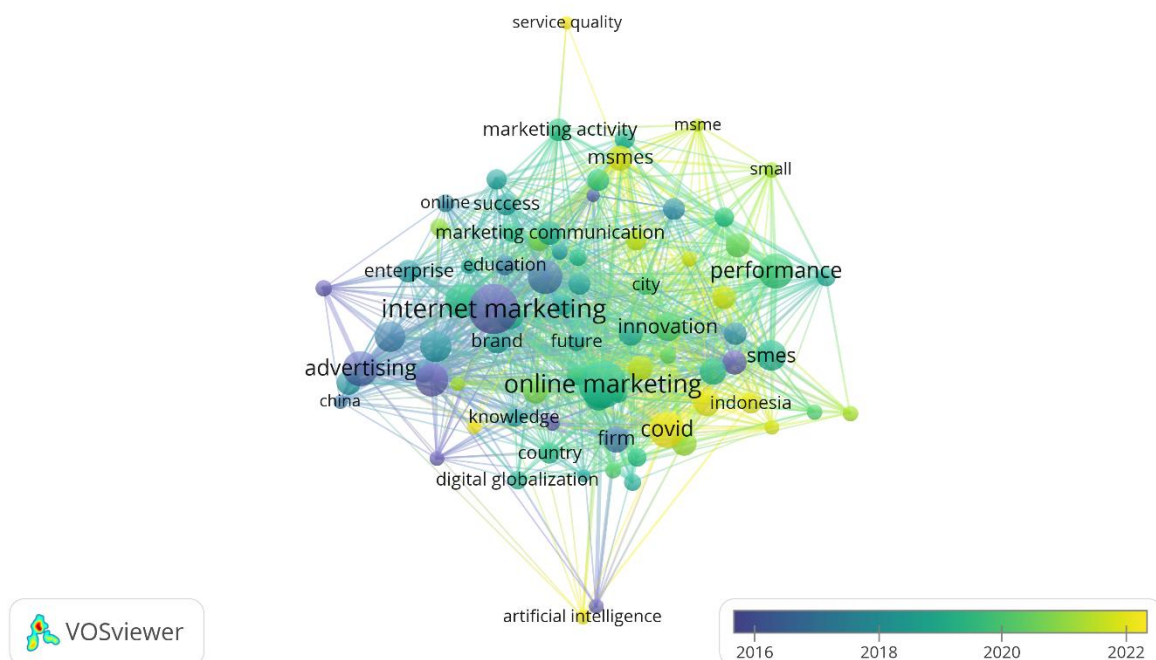 service quality
marketing activity
msme
msmes
small
online
success
marketing communication
enterprise
education
performance
city
internet marketing
innovation
brand
future
advertising
smes
online marketing
china
indonesia
knowledge
covid
firm
country
digital globalization
artificial intelligence
VOSviewer
2016
2018
2020
2022